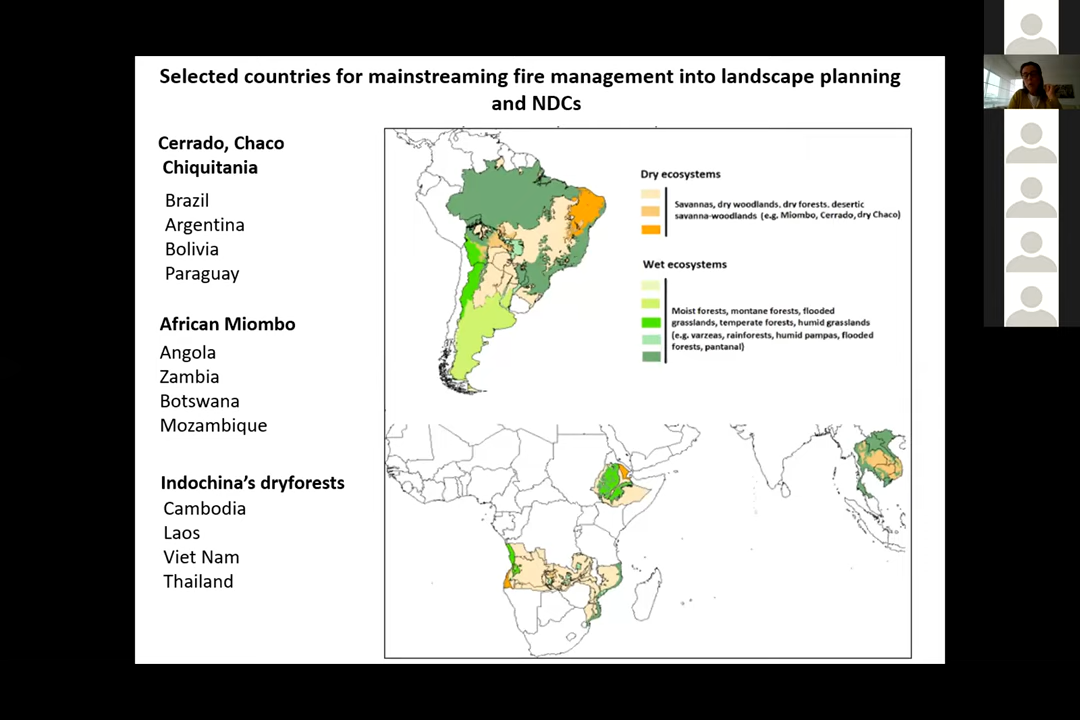 Selected countries for mainstreaming fire management into landscape planning
and NDCs
Cerrado, Chaco
Chiquitania
Brazil
Argentina
Bolivia
Paraguay
African Miombo
Angola
Zambia
Botswana
Mozambique
Indochina's dryforests
Cambodia
Laos
Viet Nam
Thailand
Dry ecosystems
Savannas, dry woodlands, dry forests, desertic
savanna-woodlands (e.g. Miombo, Cerrado, dry Chaco)
Wet ecosystems
Moist forests, montane forests, flooded
grasslands, temperate forests, humid grasslands
(e.g. varzeas, rainforests, humid pampas, flooded
forests, pantanal)